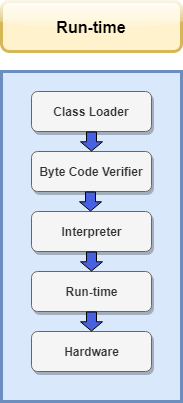 Run-time
Class Loader
Byte Code Verifier
Interpreter
Run-time
Hardware